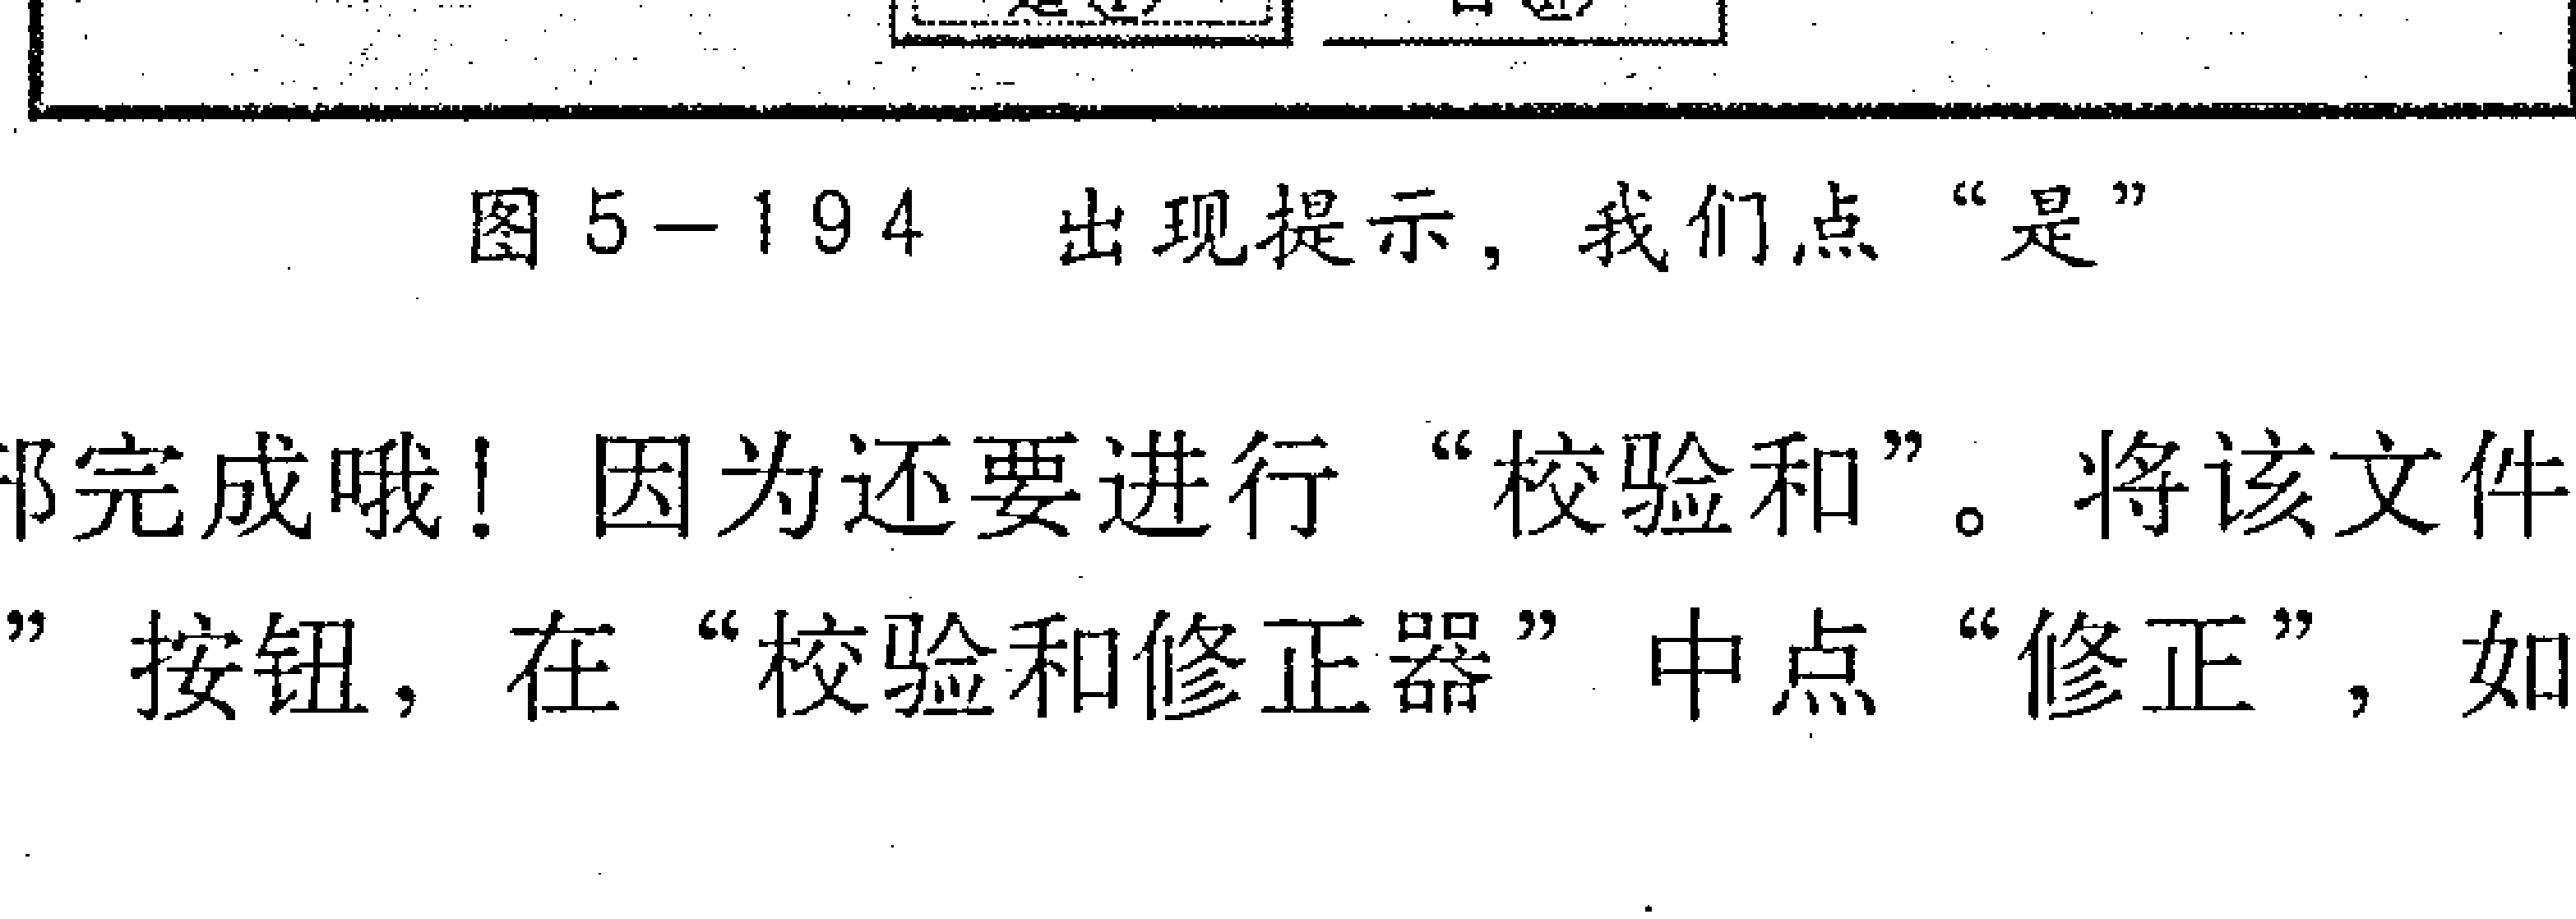 图5-194 出现提示，我们点“是”
完成哦！因为还要进行“校验和”。将该文件
”按钮，在“校验和修正器”中点“修正”，如